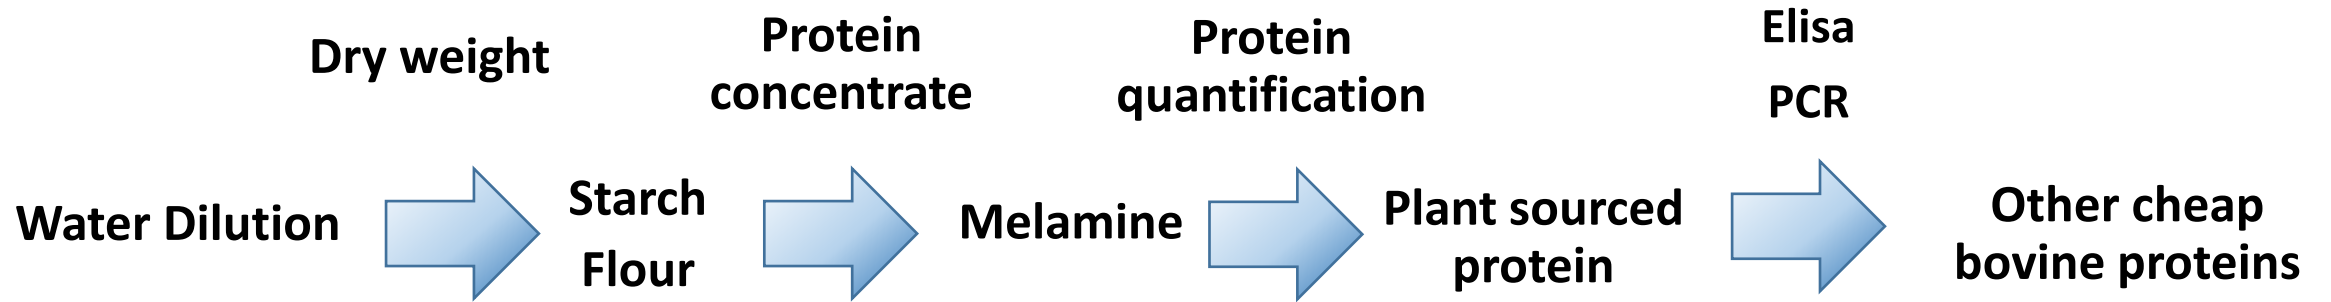 Dry weight
Protein
concentrate
Protein
quantification
Elisa
PCR
Water Dilution
Starch
Flour
Melamine
Plant sourced
protein
Other cheap
bovine proteins